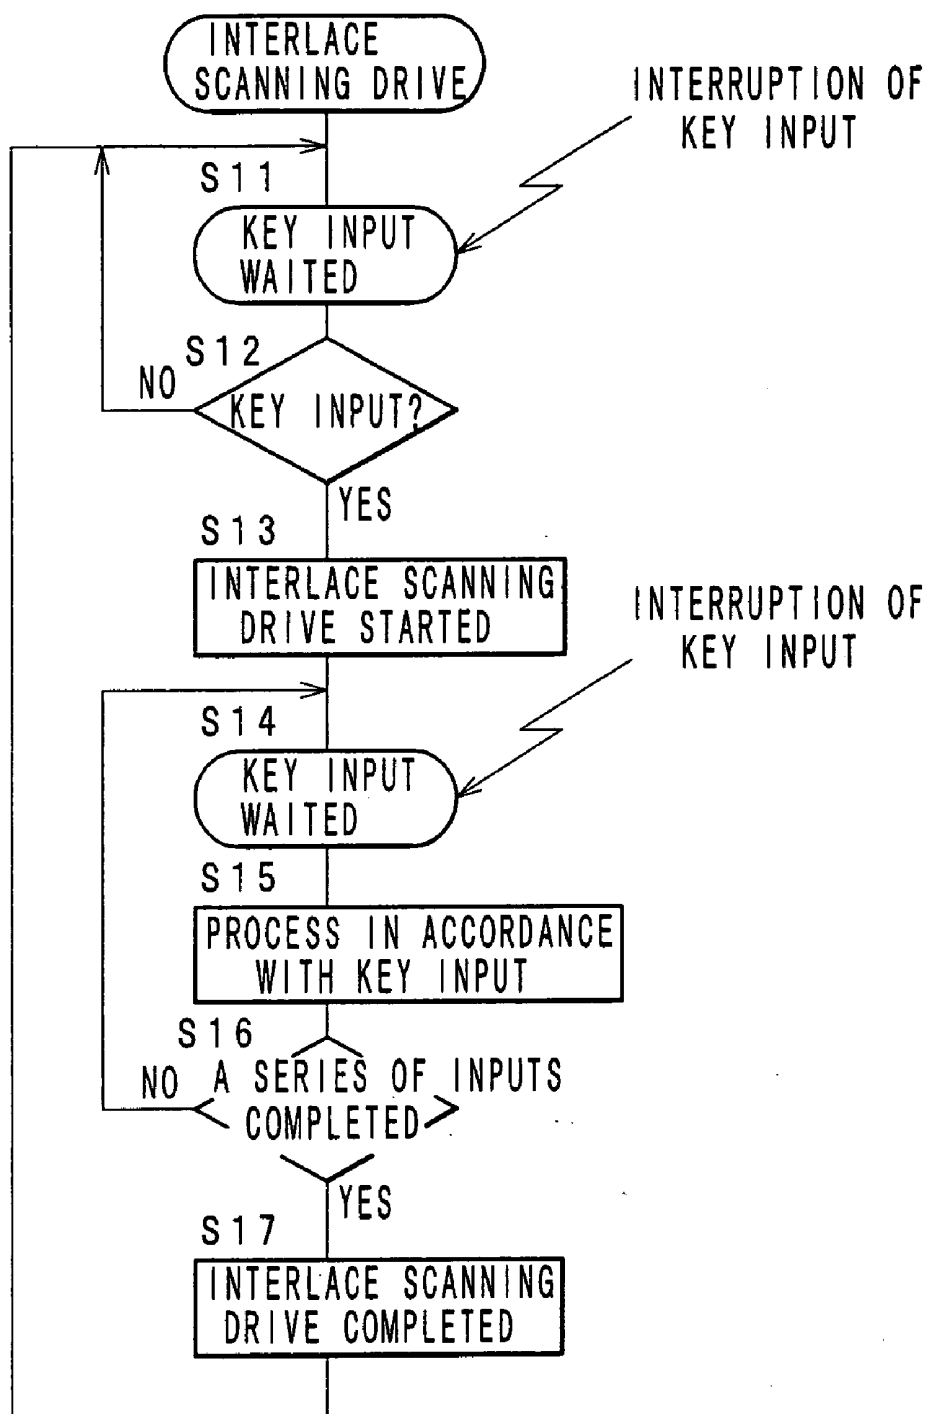 INTERLACE
SCANNING DRIVE
INTERRUPTION OF
KEY INPUT
S11
KEY INPUT
WAITED
S12
NO
KEY INPUT?
YES
S13
INTERLACE SCANNING
DRIVE STARTED
INTERRUPTION OF
KEY INPUT
S14
KEY INPUT
WAITED
S15
PROCESS IN ACCORDANCE
WITH KEY INPUT
S16
NO
A SERIES OF INPUTS
COMPLETED
YES
S17
INTERLACE SCANNING
DRIVE COMPLETED